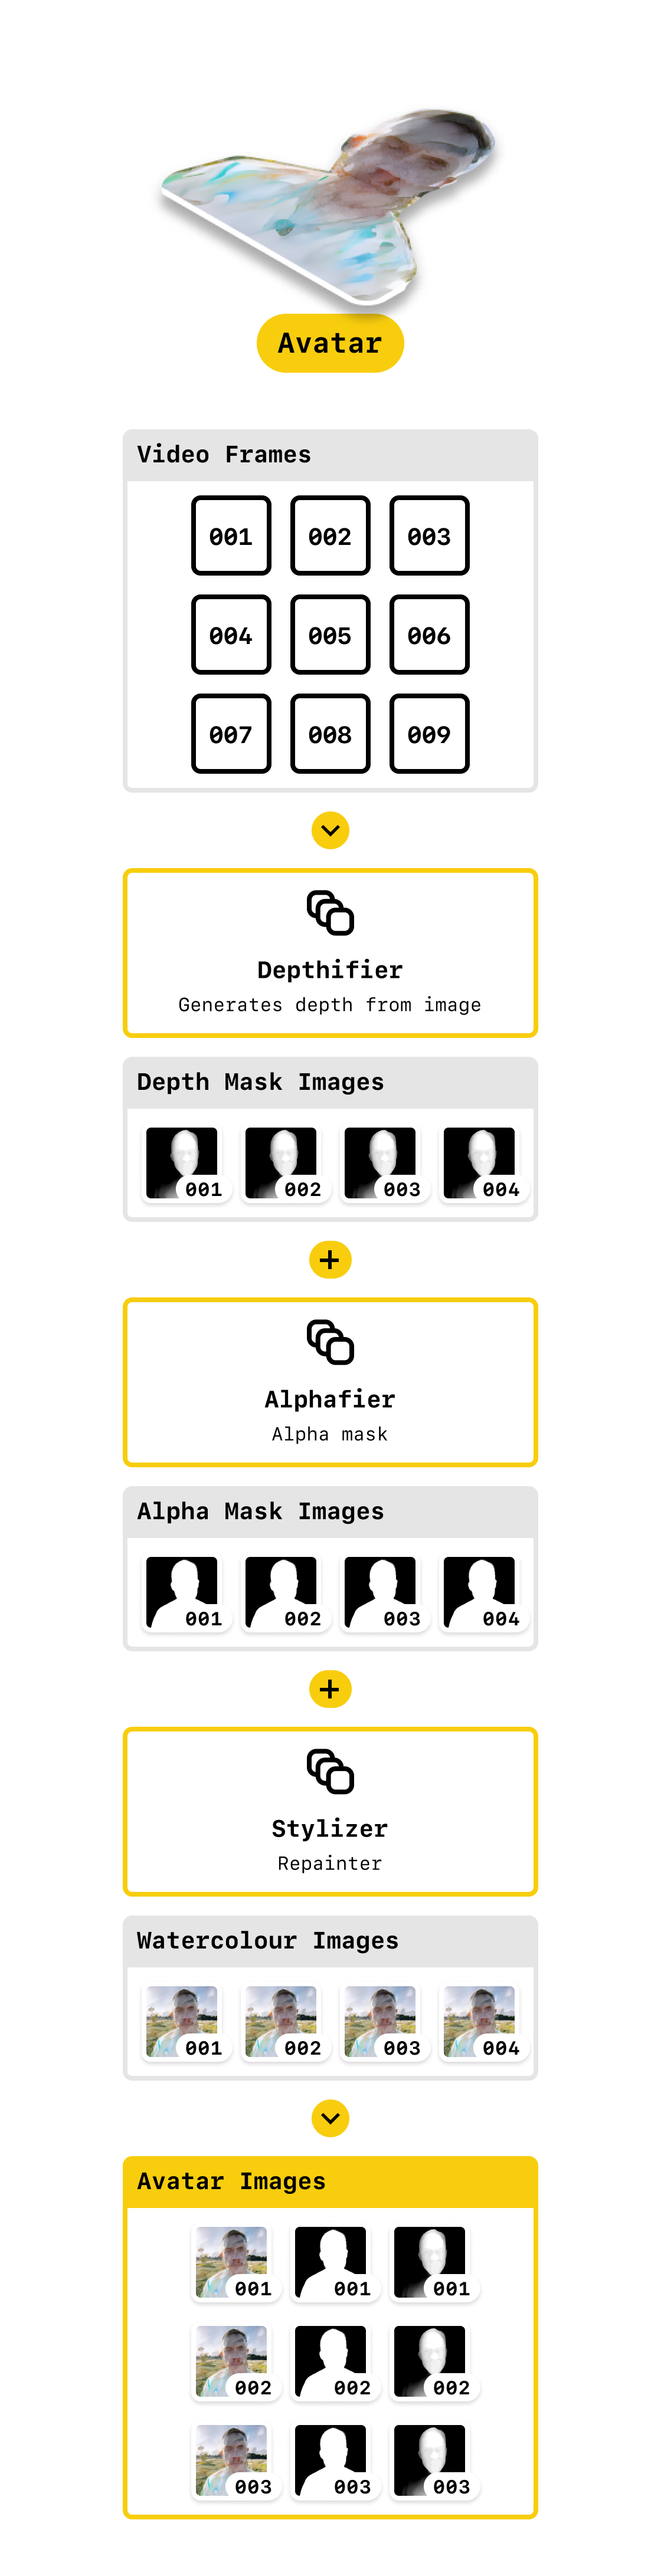 Avatar
Video Frames
001 002 003
004 005 006
007 008 009
Depthifier
Generates depth from image
Depth Mask Images
001 002 003 004
Alphafier
Alpha mask
Alpha Mask Images
001 002 003 004
Stylizer
Repainter
Watercolour Images
001 002 003 004
Avatar Images
001 001 001
002 002 002
003 003 003